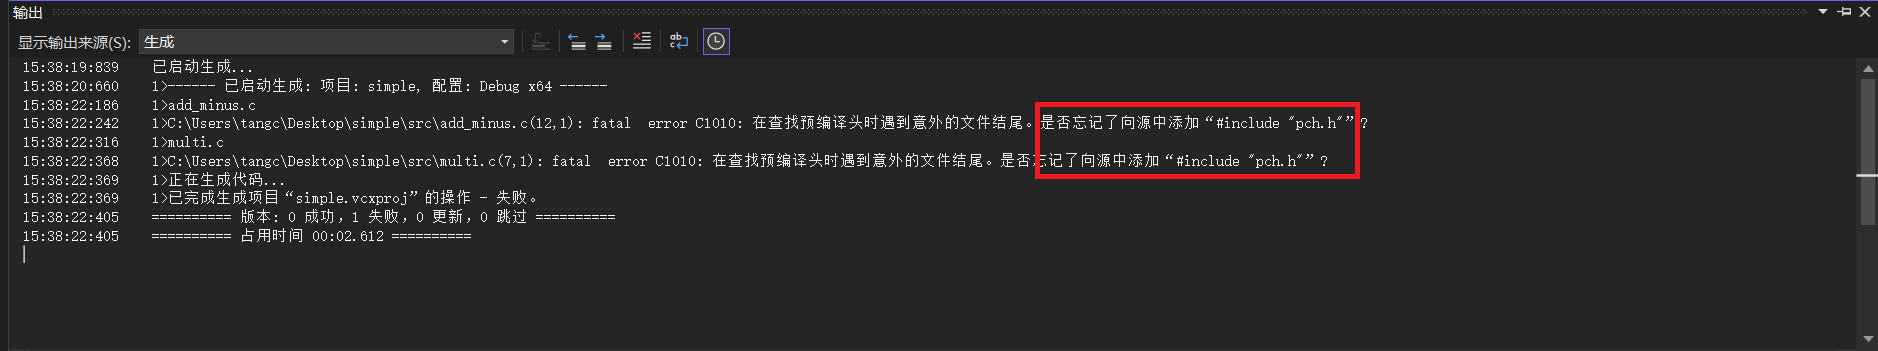 输出
显示输出来源(S): 生成
15:38:19:839 已启动生成...
15:38:20:660 1>------ 已启动生成: 项目: simple, 配置: Debug x64 ------
15:38:22:186 1>add_minus.c
15:38:22:242 1>C:\Users\tangc\Desktop\simple\src\add_minus.c(12,1): fatal  error C1010: 在查找预编译头时遇到意外的文件结尾。是否忘记了向源中添加“#include "pch.h"”?
15:38:22:316 1>multi.c
15:38:22:368 1>C:\Users\tangc\Desktop\simple\src\multi.c(7,1): fatal  error C1010: 在查找预编译头时遇到意外的文件结尾。是否忘记了向源中添加“#include "pch.h"”?
15:38:22:369 1>正在生成代码...
15:38:22:369 1>已完成生成项目“simple.vcxproj”的操作 - 失败。
15:38:22:405 ========== 版本: 0 成功，1 失败，0 更新，0 跳过 ==========
15:38:22:405 ========== 占用时间 00:02.612 ==========